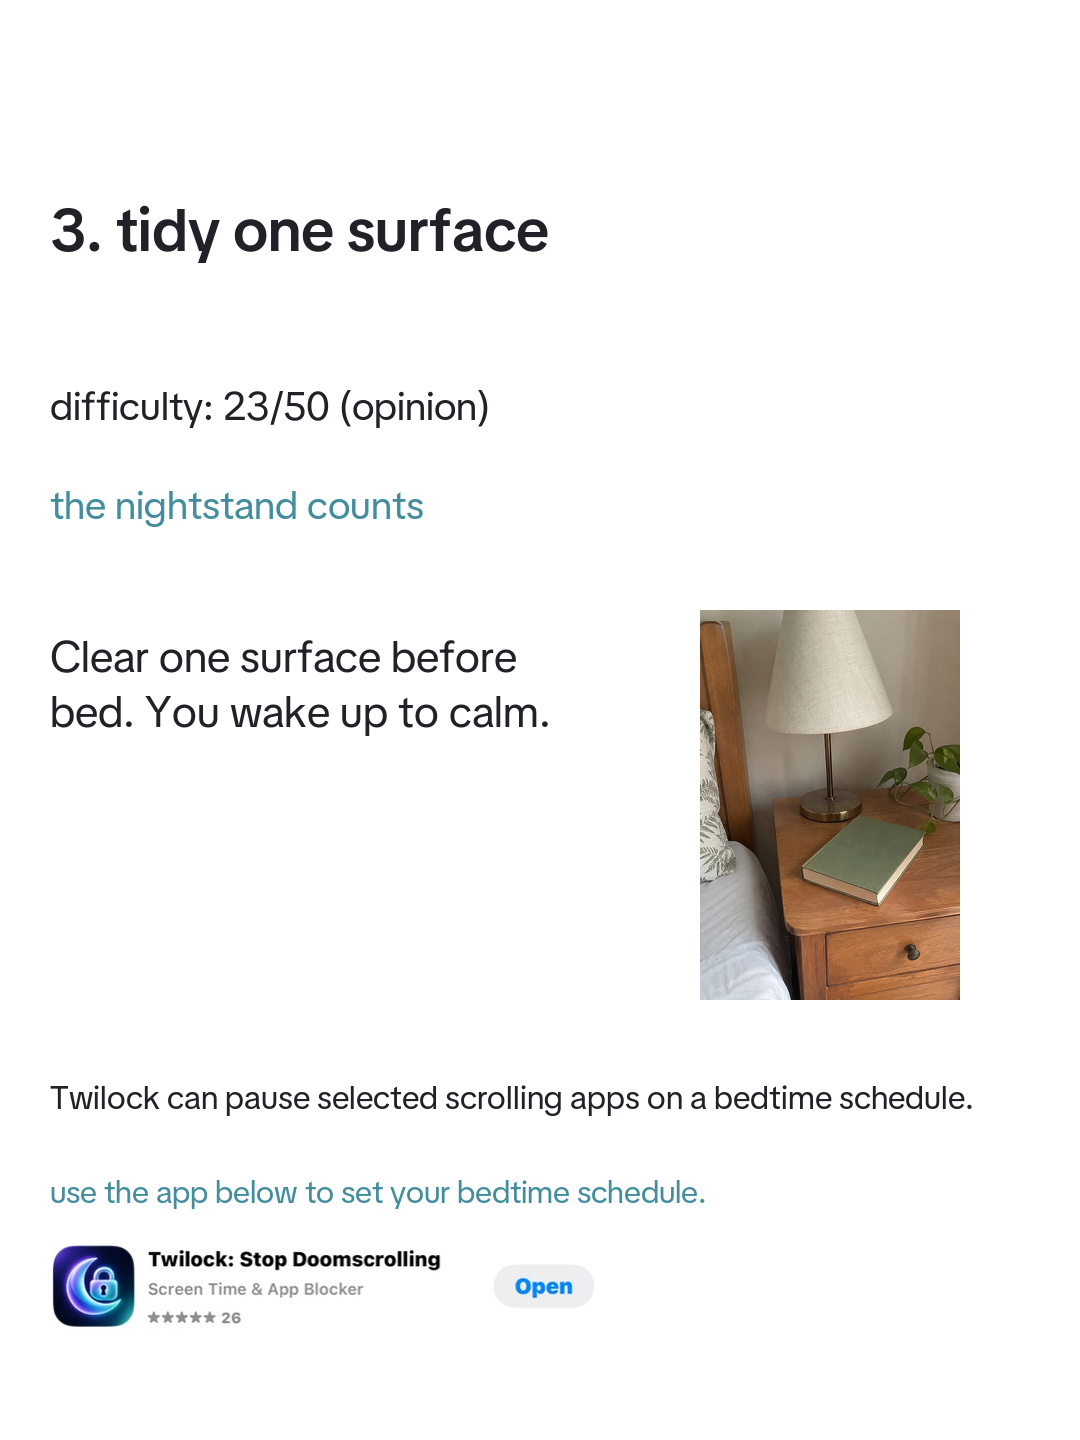 3. tidy one surface
difficulty: 23/50 (opinion)
the nightstand counts
Clear one surface before
bed. You wake up to calm.
Twilock can pause selected scrolling apps on a bedtime schedule.
use the app below to set your bedtime schedule.
Twilock: Stop Doomscrolling
Screen Time & App Blocker
★★★★★ 26
Open